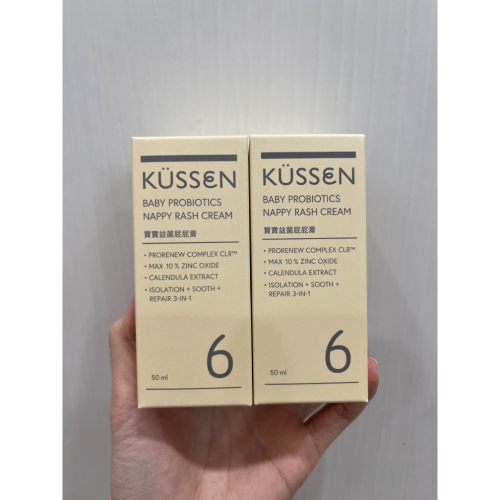 KÜSSEN
BABY PROBIOTICS
NAPPY RASH CREAM
寶寶益菌屁屁膏
• PRORENEW COMPLEX CLR™
• MAX 10 % ZINC OXIDE
• CALENDULA EXTRACT
• ISOLATION + SOOTH +
REPAIR 3-IN-1
6
50 ml
KÜSSEN
BABY PROBIOTICS
NAPPY RASH CREAM
寶寶益菌屁屁膏
• PRORENEW COMPLEX CLR™
• MAX 10 % ZINC OXIDE
• CALENDULA EXTRACT
• ISOLATION + SOOTH +
REPAIR 3-IN-1
6
50 ml